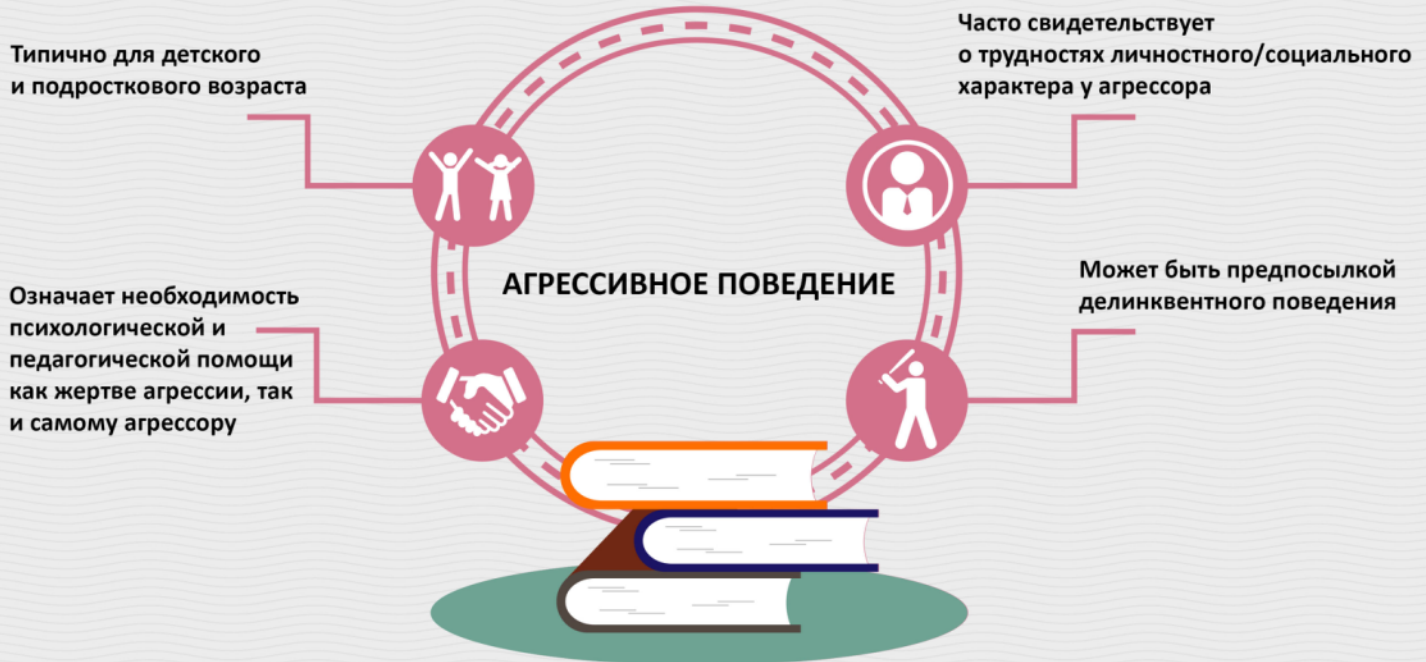 Типично для детского
и подросткового возраста
Часто свидетельствует
о трудностях личностного/социального
характера у агрессора
АГРЕССИВНОЕ ПОВЕДЕНИЕ
Означает необходимость
психологической и
педагогической помощи
как жертве агрессии, так
и самому агрессору
Может быть предпосылкой
делинквентного поведения